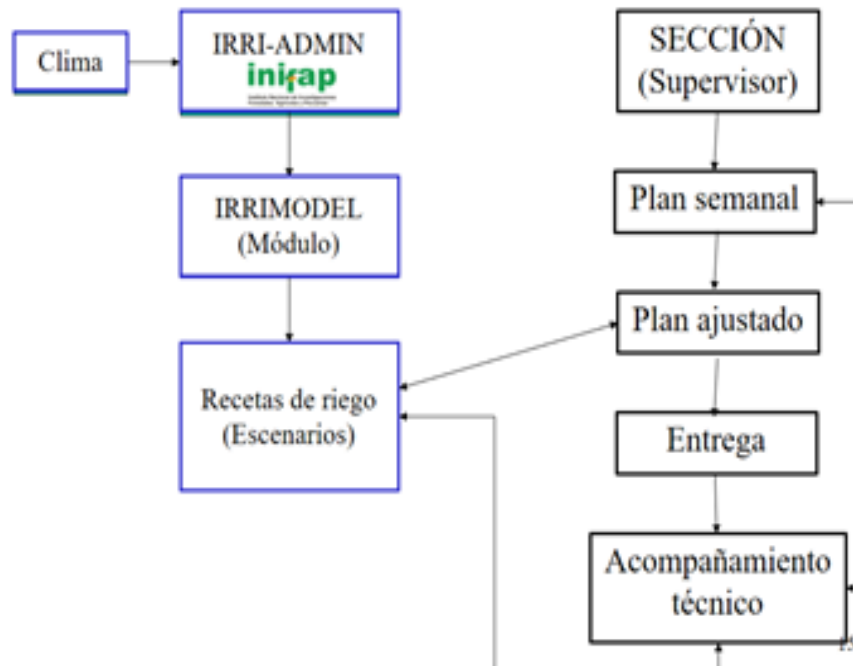 Clima
IRRI-ADMIN
inifap
IRRIMODEL
(Módulo)
Recetas de riego
(Escenarios)
SECCIÓN
(Supervisor)
Plan semanal
Plan ajustado
Entrega
Acompañamiento
técnico